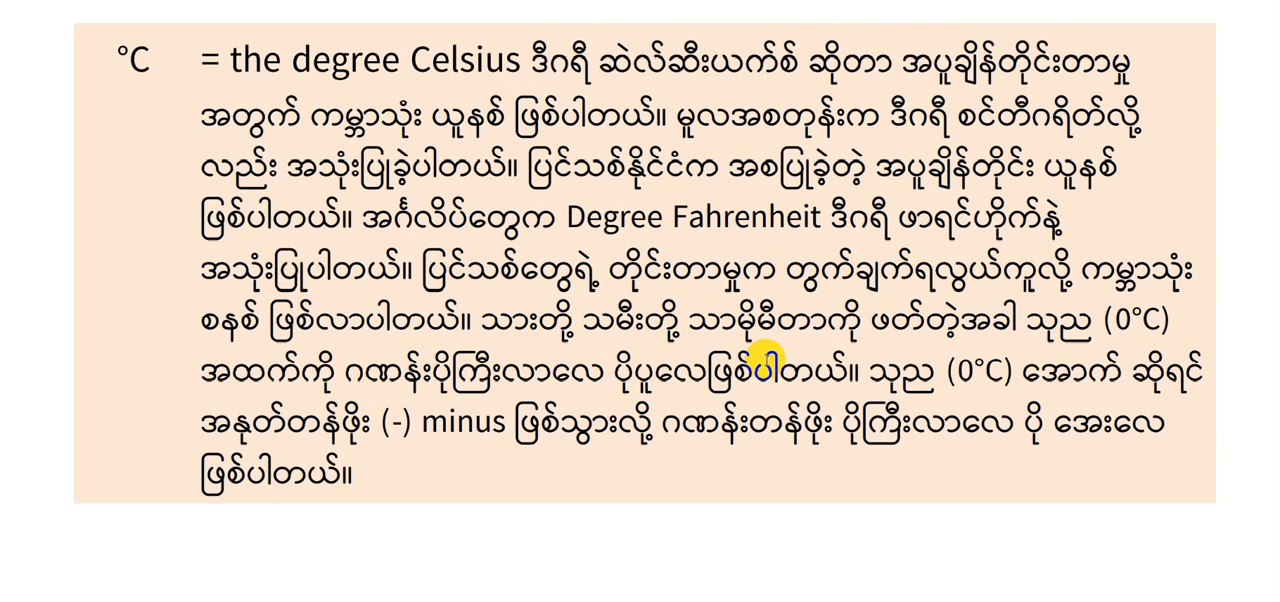 °C = the degree Celsius ဒီဂရီ ဆဲလ်ဆီးယက်စ် ဆိုတာ အပူချိန်တိုင်းတာမှု
အတွက် ကမ္ဘာသုံး ယူနစ် ဖြစ်ပါတယ်။ မူလအစတုန်းက ဒီဂရီ စင်တီဂရိတ်လို့
လည်း အသုံးပြုခဲ့ပါတယ်။ ပြင်သစ်နိုင်ငံက အစပြုခဲ့တဲ့ အပူချိန်တိုင်း ယူနစ်
ဖြစ်ပါတယ်။ အင်္ဂလိပ်တွေက Degree Fahrenheit ဒီဂရီ ဖာရင်ဟိုက်နဲ့
အသုံးပြုပါတယ်။ ပြင်သစ်တွေရဲ့ တိုင်းတာမှုက တွက်ချက်ရလွယ်ကူလို့ ကမ္ဘာသုံး
စနစ် ဖြစ်လာပါတယ်။ သားတို့ သမီးတို့ သာမိုမီတာကို ဖတ်တဲ့အခါ သုည (0°C)
အထက်ကို ဂဏန်းပိုကြီးလာလေ ပိုပူလေဖြစ်ပါတယ်။ သုည (0°C) အောက် ဆိုရင်
အနုတ်တန်ဖိုး (-) minus ဖြစ်သွားလို့ ဂဏန်းတန်ဖိုး ပိုကြီးလာလေ ပို အေးလေ
ဖြစ်ပါတယ်။